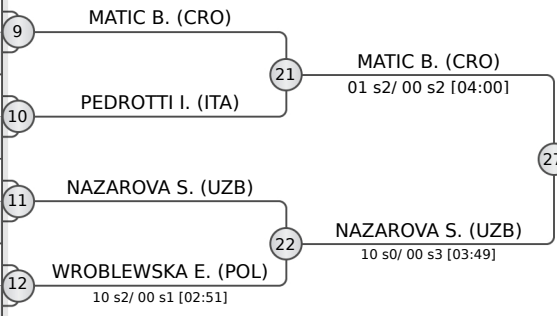 9
MATIC B. (CRO)
21
MATIC B. (CRO)
01 s2/ 00 s2 [04:00]
10
PEDROTTI I. (ITA)
27
11
NAZAROVA S. (UZB)
22
NAZAROVA S. (UZB)
10 s0/ 00 s3 [03:49]
12
WROBLEWSKA E. (POL)
10 s2/ 00 s1 [02:51]